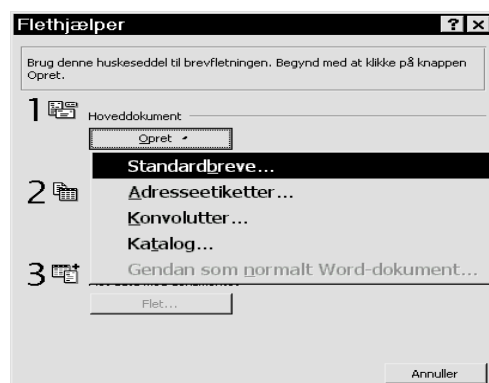 Flethjælper
Brug denne huskeseddel til brevfletningen. Begynd med at klikke på knappen
Opret.
1
Hoveddokument
Opret
Standardbreve...
2
Adresseetiketter...
Konvolutter...
Katalog...
3
Gendan som normalt Word-dokument...
Flet...
Annuller